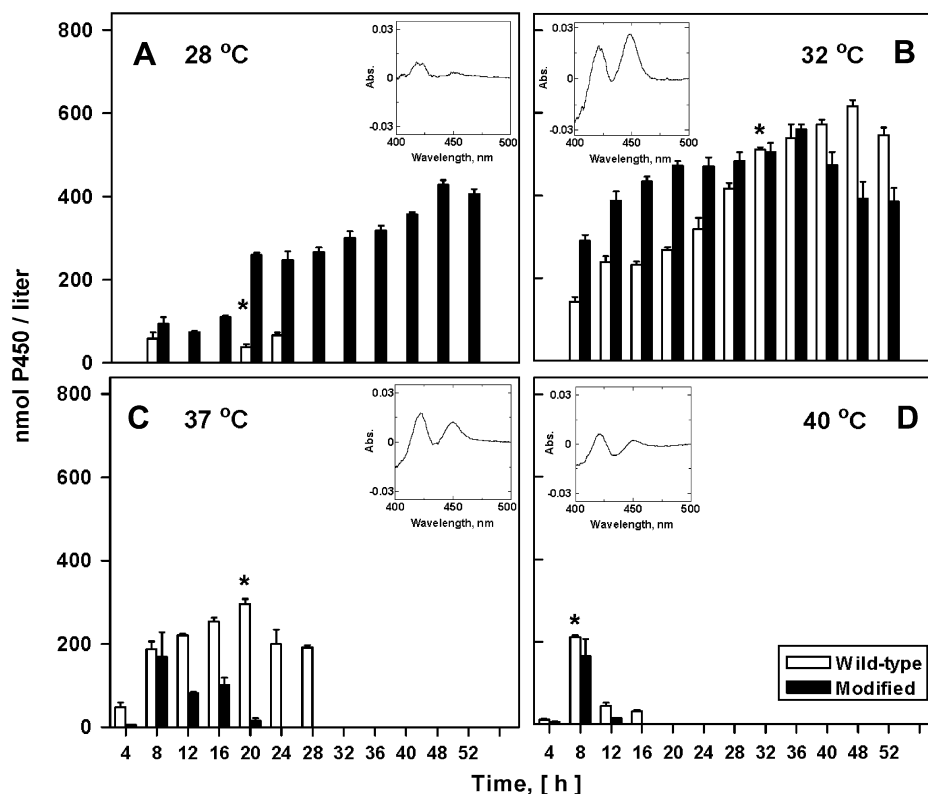 A 28 °C
800
600
400
200
0
0.03
0
-0.03
Abs.
400 450 500
Wavelength, nm
*
32 °C B
0.03
0
-0.03
Abs.
400 450 500
Wavelength, nm
*
nmol P450 / liter
C 37 °C
800
600
400
200
0
0.03
0
-0.03
Abs.
400 450 500
Wavelength, nm
*
4 8 12 16 20 24 28 32 36 40 48 52
40 °C D
0.03
0
-0.03
Abs.
400 450 500
Wavelength, nm
*
Wild-type
Modified
4 8 12 16 20 24 28 32 36 40 48 52
Time, [ h ]